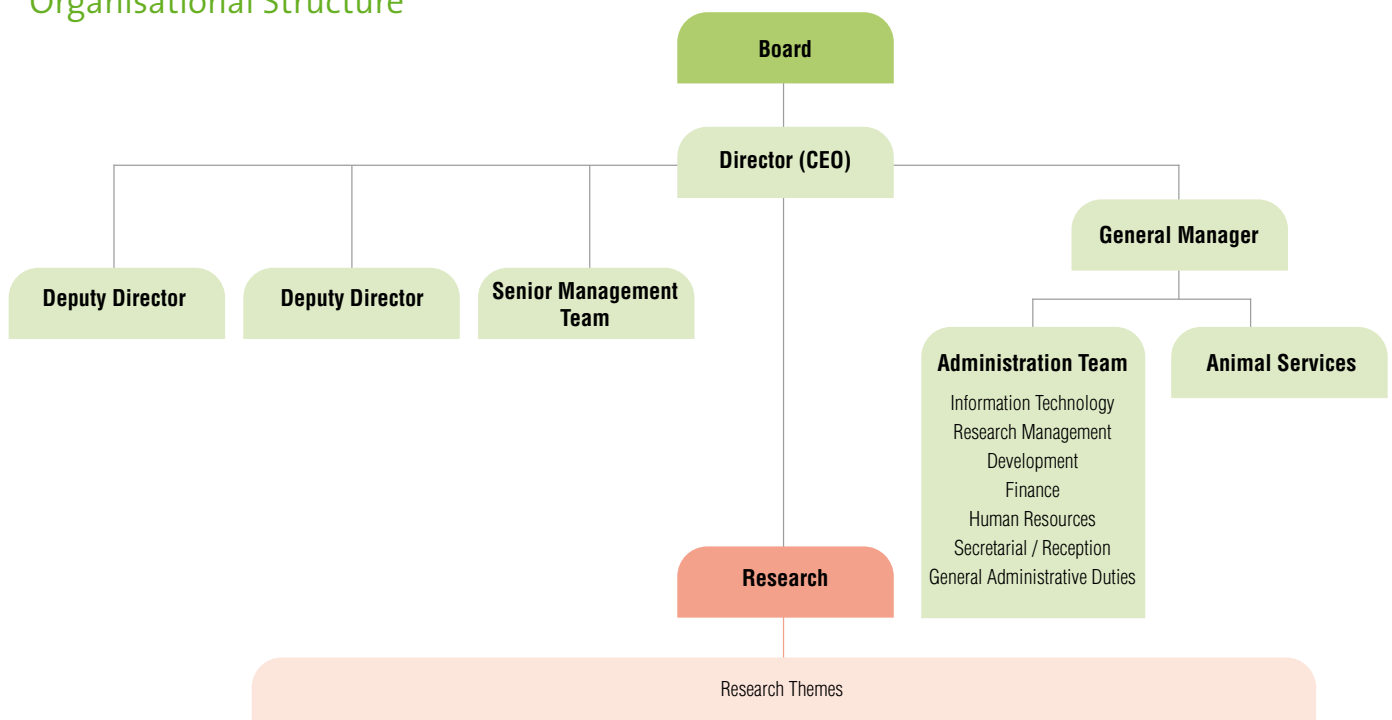 Organisational Structure
Board
Director (CEO)
General Manager
Deputy Director
Deputy Director
Senior Management
Team
Administration Team
Information Technology
Research Management
Development
Finance
Human Resources
Secretarial / Reception
General Administrative Duties
Animal Services
Research
Research Themes